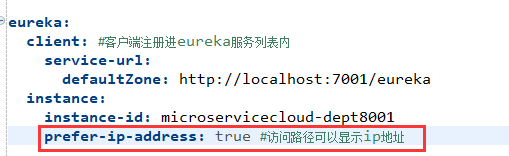 eureka:
  client: #客户端注册进eureka服务列表内
    service-url:
      defaultZone: http://localhost:7001/eureka
  instance:
    instance-id: microservicecloud-dept8001
    prefer-ip-address: true #访问路径可以显示ip地址